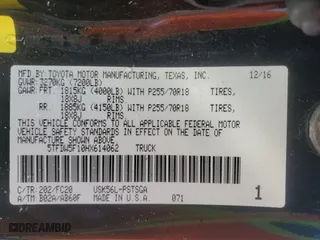 MFD.BY:TOYOTA MOTOR MANUFACTURING, TEXAS, INC. 12/16
GVWR: 3270KG (7200LB)
GAWR FRT. 1815KG (4000LB) WITH P255/70R18 TIRES,
18X8J RIMS
RR. 1885KG (4150LB) WITH P255/70R18 TIRES,
18X8J RIMS
THIS VEHICLE CONFORMS TO ALL APPLICABLE FEDERAL
MOTOR VEHICLE SAFETY STANDARDS IN EFFECT ON THE DATE OF
MANUFACTURE SHOWN ABOVE.
5TFDW5F10HX614062 TRUCK
C/TR:202/FC20 USK56L-PSTSGA
A/TM:B02A/AB60F MADE IN U.S.A. 071 1